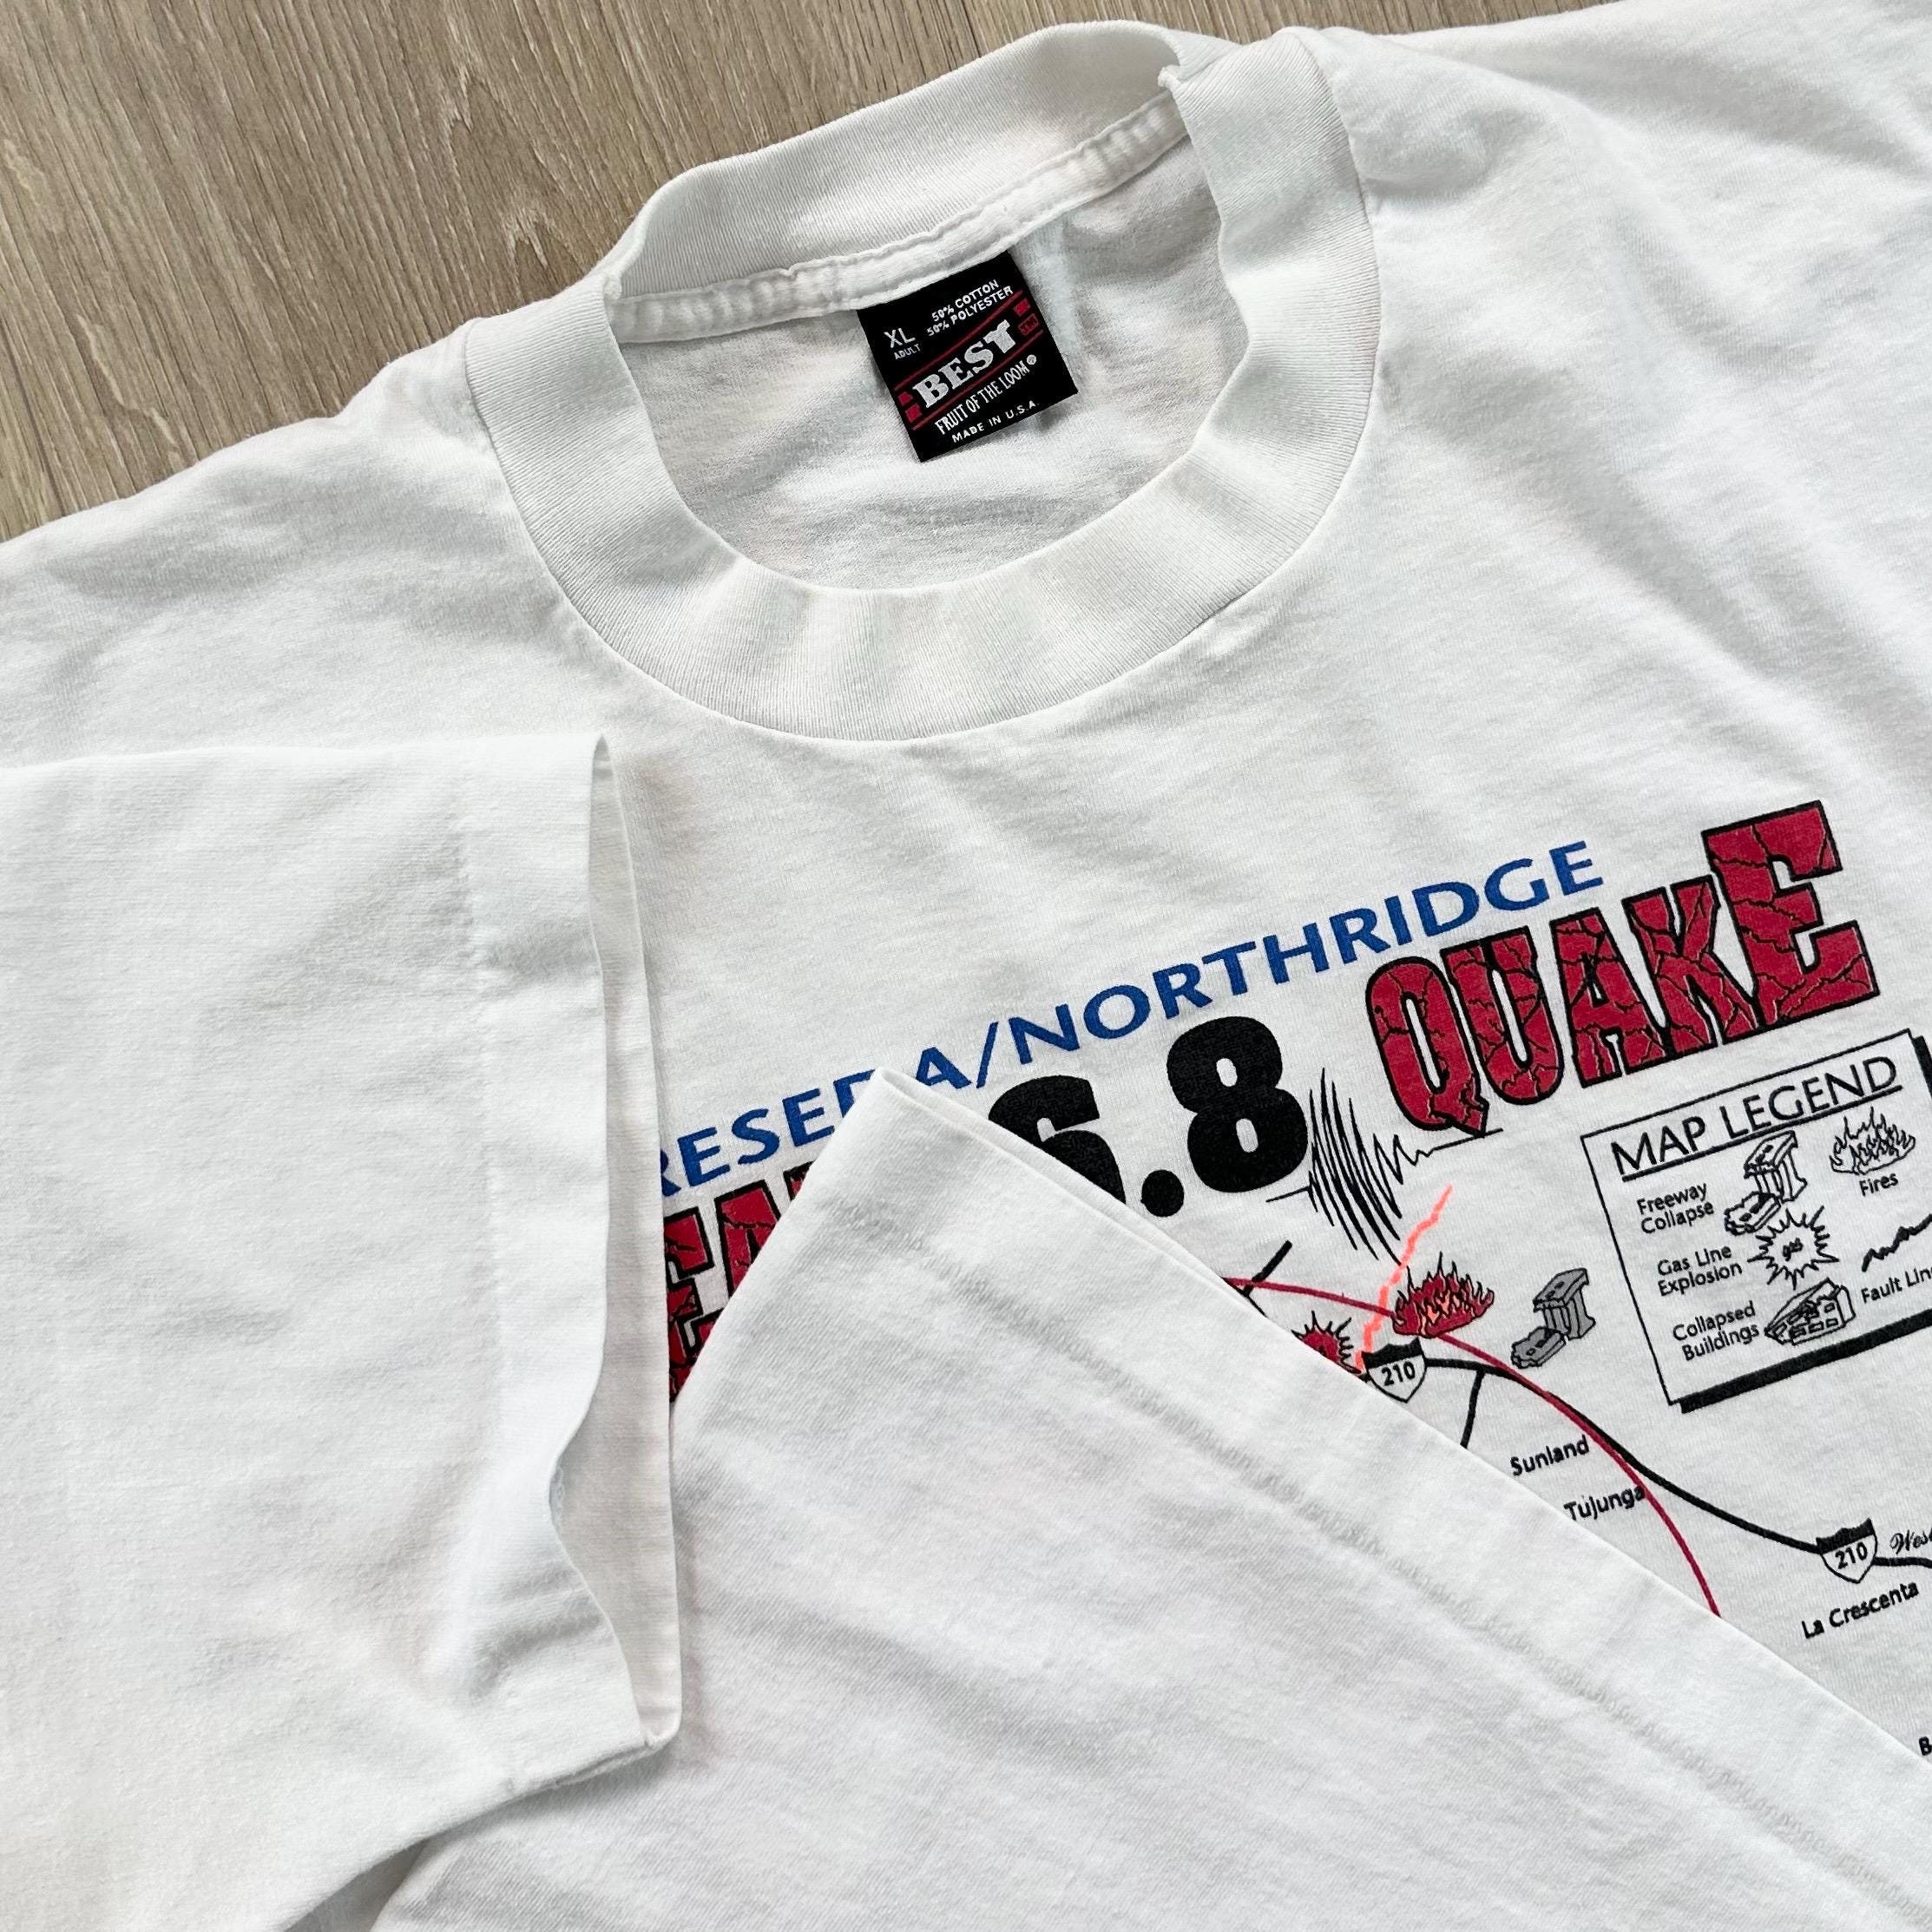 XL
ADULT
50% COTTON
50% POLYESTER
BEST
FRUIT OF THE LOOM®
MADE IN U.S.A.
RESEDA/NORTHRIDGE
6.8 QUAKE
MAP LEGEND
Freeway
Collapse
Fires
Gas Line
Explosion
gas
Fault Lin
Collapsed
Buildings
210
Sunland
Tujunga
210
La Crescenta